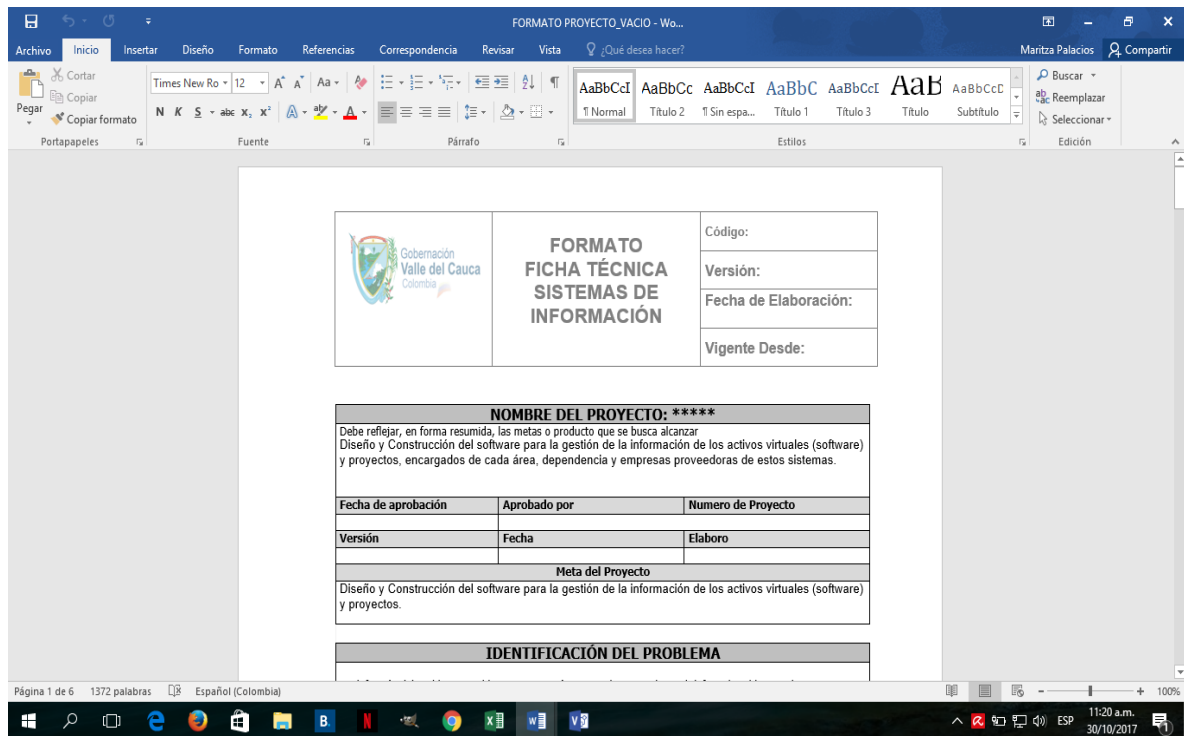 FORMATO PROYECTO_VACIO - Wo...
Archivo Inicio Insertar Diseño Formato Referencias Correspondencia Revisar Vista ¿Qué desea hacer? Maritza Palacios Compartir
Pegar
Cortar
Copiar
Copiar formato
Portapapeles
Times New Ro 12 A A Aa
N K S abc X₂ X² A aby A
Fuente
Párrafo
AaBbCcI AaBbCc AaBbCcI AaBbC AaBbCcI AaB AaBbCcD
¶ Normal Título 2 ¶ Sin espa... Título 1 Título 3 Título Subtítulo
Estilos
Buscar
Reemplazar
Seleccionar
Edición
Gobernación
Valle del Cauca
Colombia
FORMATO
FICHA TÉCNICA
SISTEMAS DE
INFORMACIÓN
Código:
Versión:
Fecha de Elaboración:
Vigente Desde:
NOMBRE DEL PROYECTO: *****
Debe reflejar, en forma resumida, las metas o producto que se busca alcanzar
Diseño y Construcción del software para la gestión de la información de los activos virtuales (software)
y proyectos, encargados de cada área, dependencia y empresas proveedoras de estos sistemas.
Fecha de aprobación Aprobado por Numero de Proyecto
Versión Fecha Elaboro
Meta del Proyecto
Diseño y Construcción del software para la gestión de la información de los activos virtuales (software)
y proyectos.
IDENTIFICACIÓN DEL PROBLEMA
Página 1 de 6 1372 palabras Español (Colombia) 100%
B. N ESP 11:20 a.m.
30/10/2017